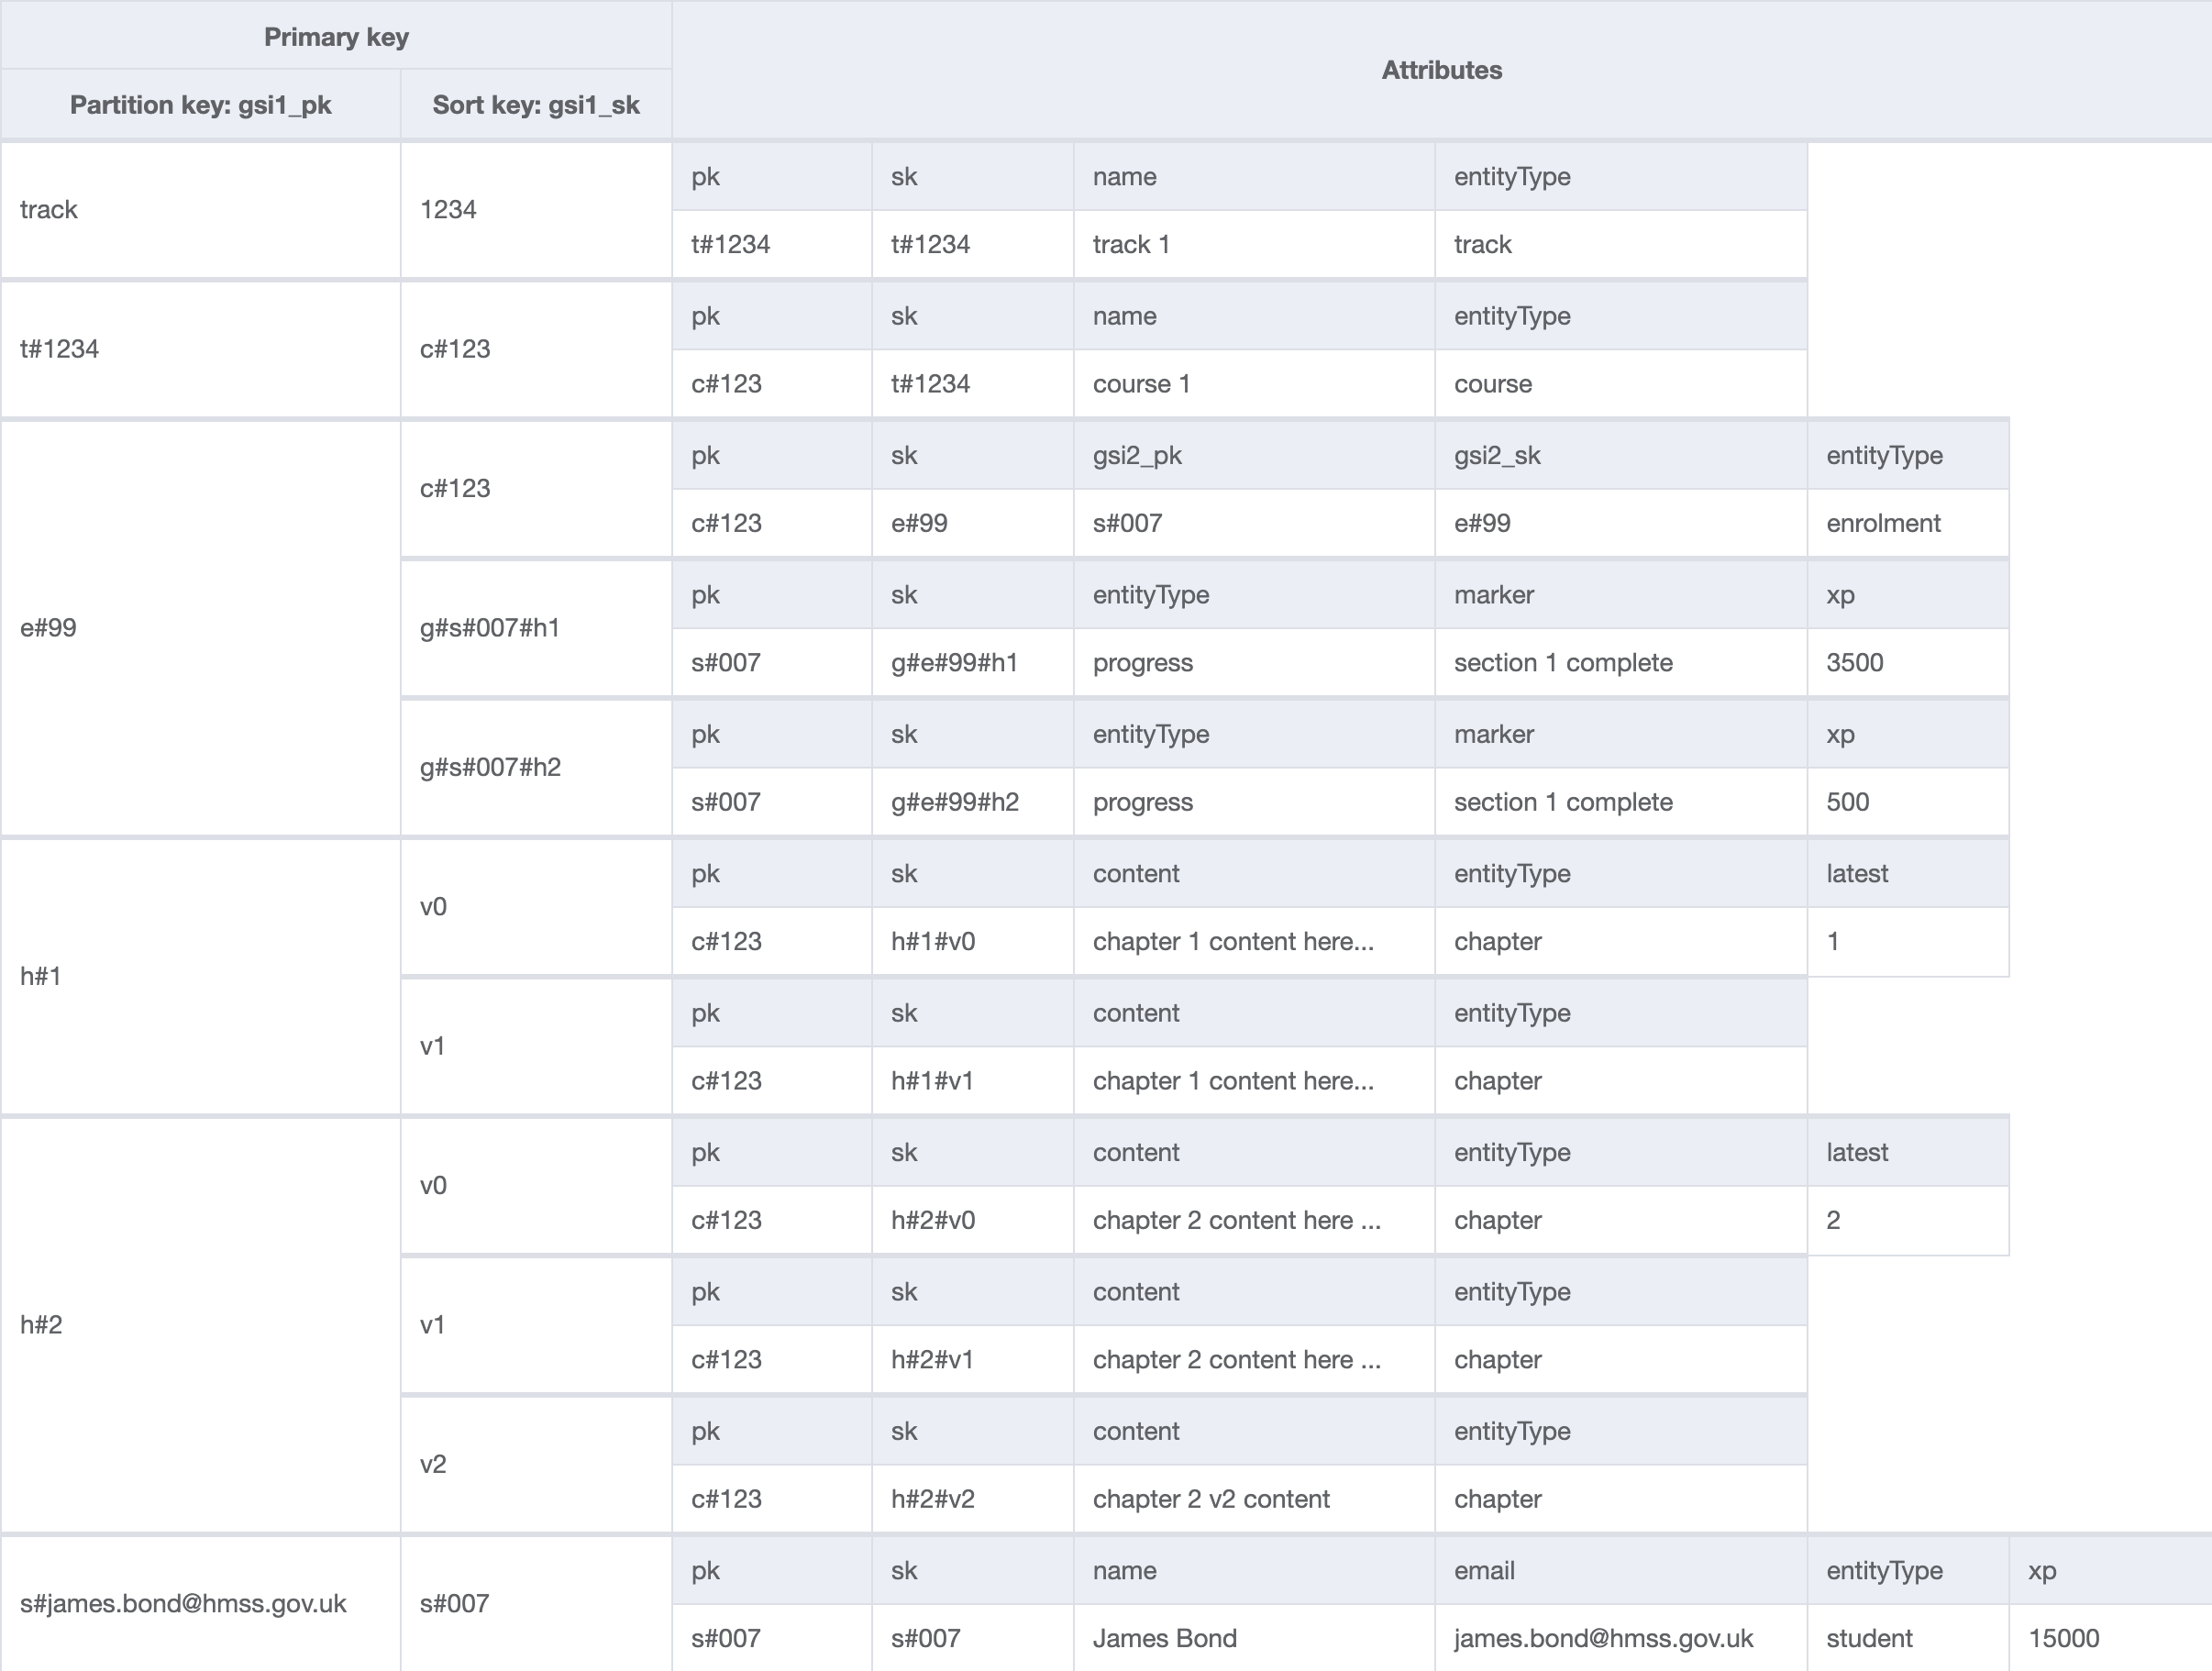 Primary key
Attributes
Partition key: gsi1_pk Sort key: gsi1_sk
track 1234
pk sk name entityType
t#1234 t#1234 track 1 track
t#1234 c#123
pk sk name entityType
c#123 t#1234 course 1 course
e#99
c#123
pk sk gsi2_pk gsi2_sk entityType
c#123 e#99 s#007 e#99 enrolment
g#s#007#h1
pk sk entityType marker xp
s#007 g#e#99#h1 progress section 1 complete 3500
g#s#007#h2
pk sk entityType marker xp
s#007 g#e#99#h2 progress section 1 complete 500
h#1
v0
pk sk content entityType latest
c#123 h#1#v0 chapter 1 content here... chapter 1
v1
pk sk content entityType
c#123 h#1#v1 chapter 1 content here... chapter
h#2
v0
pk sk content entityType latest
c#123 h#2#v0 chapter 2 content here ... chapter 2
v1
pk sk content entityType
c#123 h#2#v1 chapter 2 content here ... chapter
v2
pk sk content entityType
c#123 h#2#v2 chapter 2 v2 content chapter
s#james.bond@hmss.gov.uk s#007
pk sk name email entityType xp
s#007 s#007 James Bond james.bond@hmss.gov.uk student 15000